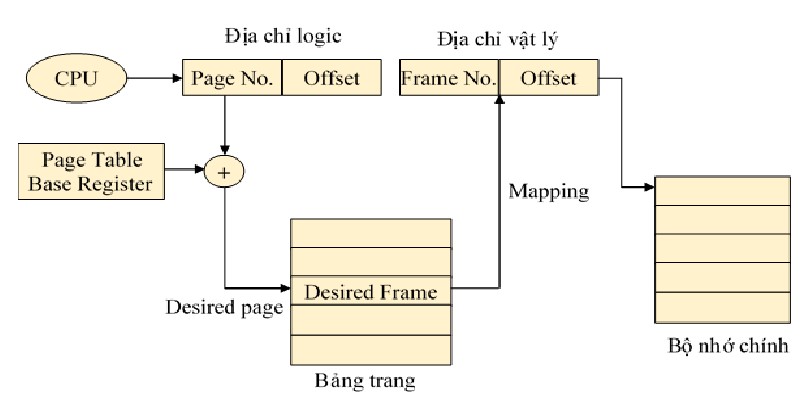 Địa chỉ logic
Địa chỉ vật lý
CPU
Page No.
Offset
Frame No.
Offset
Page Table
Base Register
+
Mapping
Desired Frame
Desired page
Bảng trang
Bộ nhớ chính